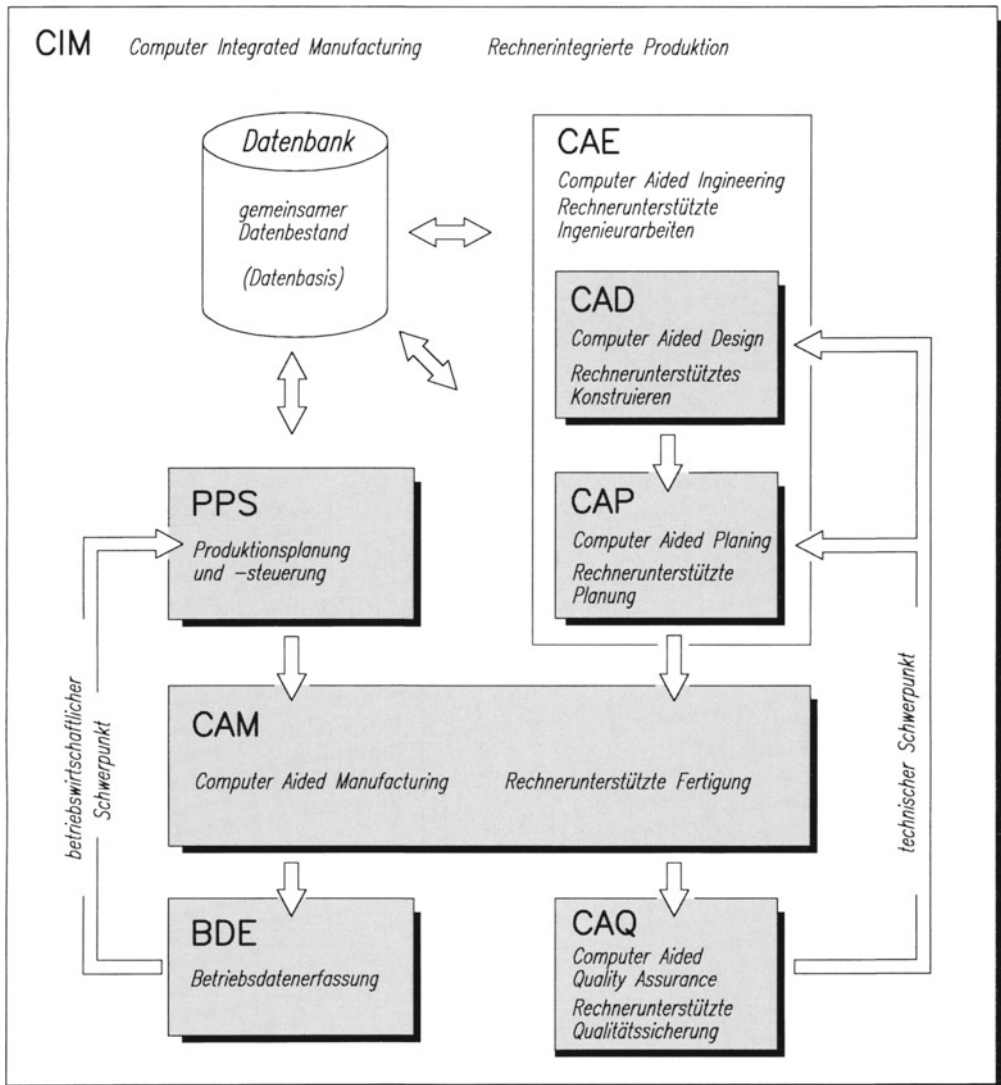 CIM Computer Integrated Manufacturing Rechnerintegrierte Produktion
Datenbank
gemeinsamer
Datenbestand
(Datenbasis)
CAE
Computer Aided Ingineering
Rechnerunterstützte
Ingenieurarbeiten
CAD
Computer Aided Design
Rechnerunterstütztes
Konstruieren
PPS
Produktionsplanung
und -steuerung
CAP
Computer Aided Planing
Rechnerunterstützte
Planung
CAM
Computer Aided Manufacturing Rechnerunterstützte Fertigung
BDE
Betriebsdatenerfassung
CAQ
Computer Aided
Quality Assurance
Rechnerunterstützte
Qualitätssicherung
betriebswirtschaftlicher
Schwerpunkt
technischer Schwerpunkt